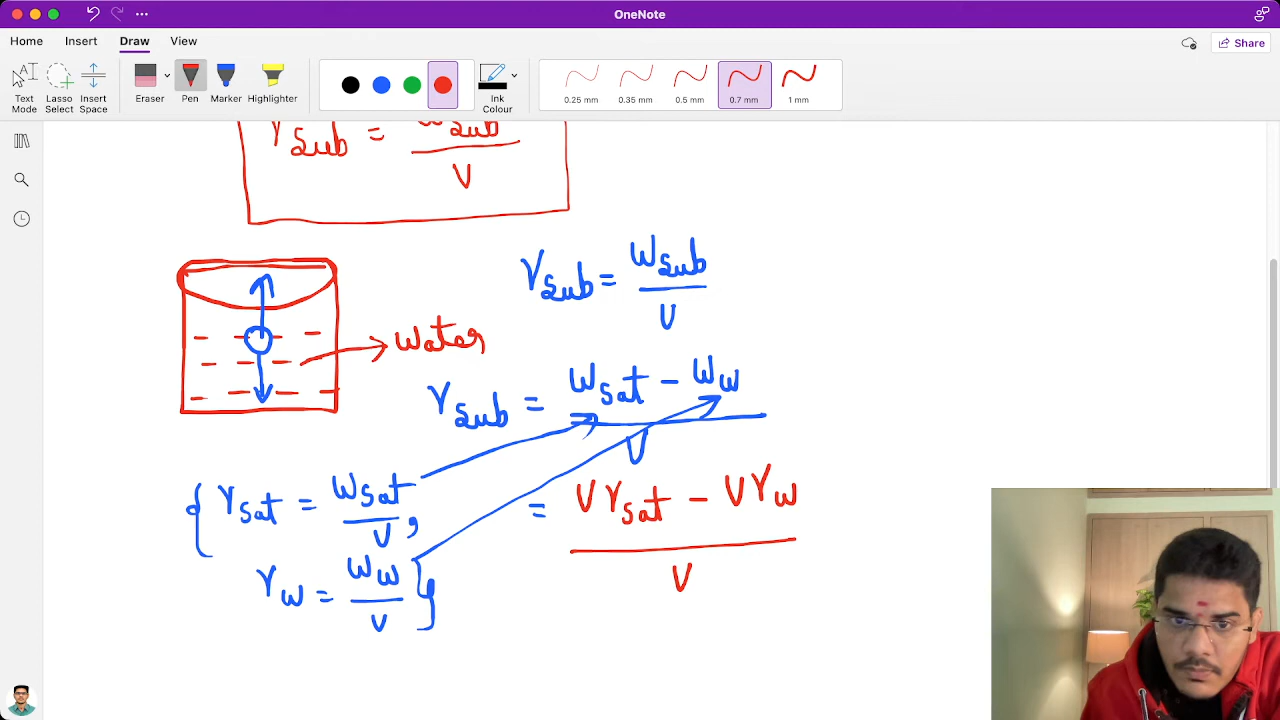 OneNote
Home Insert Draw View
Share
Text Mode
Lasso Select
Insert Space
Eraser
Pen
Marker
Highlighter
Ink Colour
0.25 mm
0.35 mm
0.5 mm
0.7 mm
1 mm
γsub = Wsub / V
γsub = Wsub / V
Water
γsub = Wsat - Ww / V
{ γsat = Wsat / V,
= Vγsat - Vγw / V
γw = Ww / V }